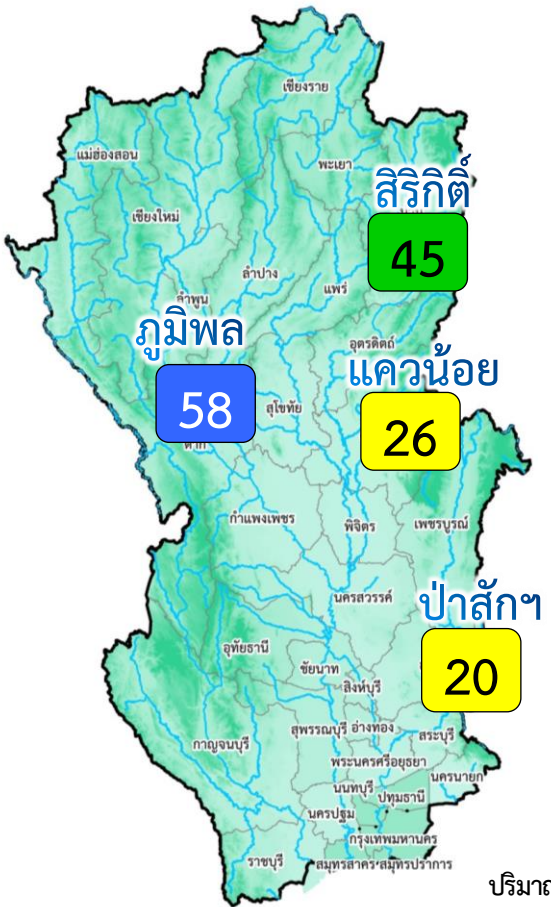 เชียงราย
แม่ฮ่องสอน
พะเยา
สิริกิติ์
เชียงใหม่
45
ลำปาง
แพร่
ลำพูน
ภูมิพล
อุตรดิตถ์
แควน้อย
58
สุโขทัย
26
ตาก
กำแพงเพชร
พิจิตร
เพชรบูรณ์
นครสวรรค์
ป่าสักฯ
อุทัยธานี
ชัยนาท
20
สิงห์บุรี
สุพรรณบุรี อ่างทอง
สระบุรี
กาญจนบุรี
พระนครศรีอยุธยา
นครนายก
นนทบุรี
ปทุมธานี
นครปฐม
กรุงเทพมหานคร
ราชบุรี
สมุทรสาคร สมุทรปราการ